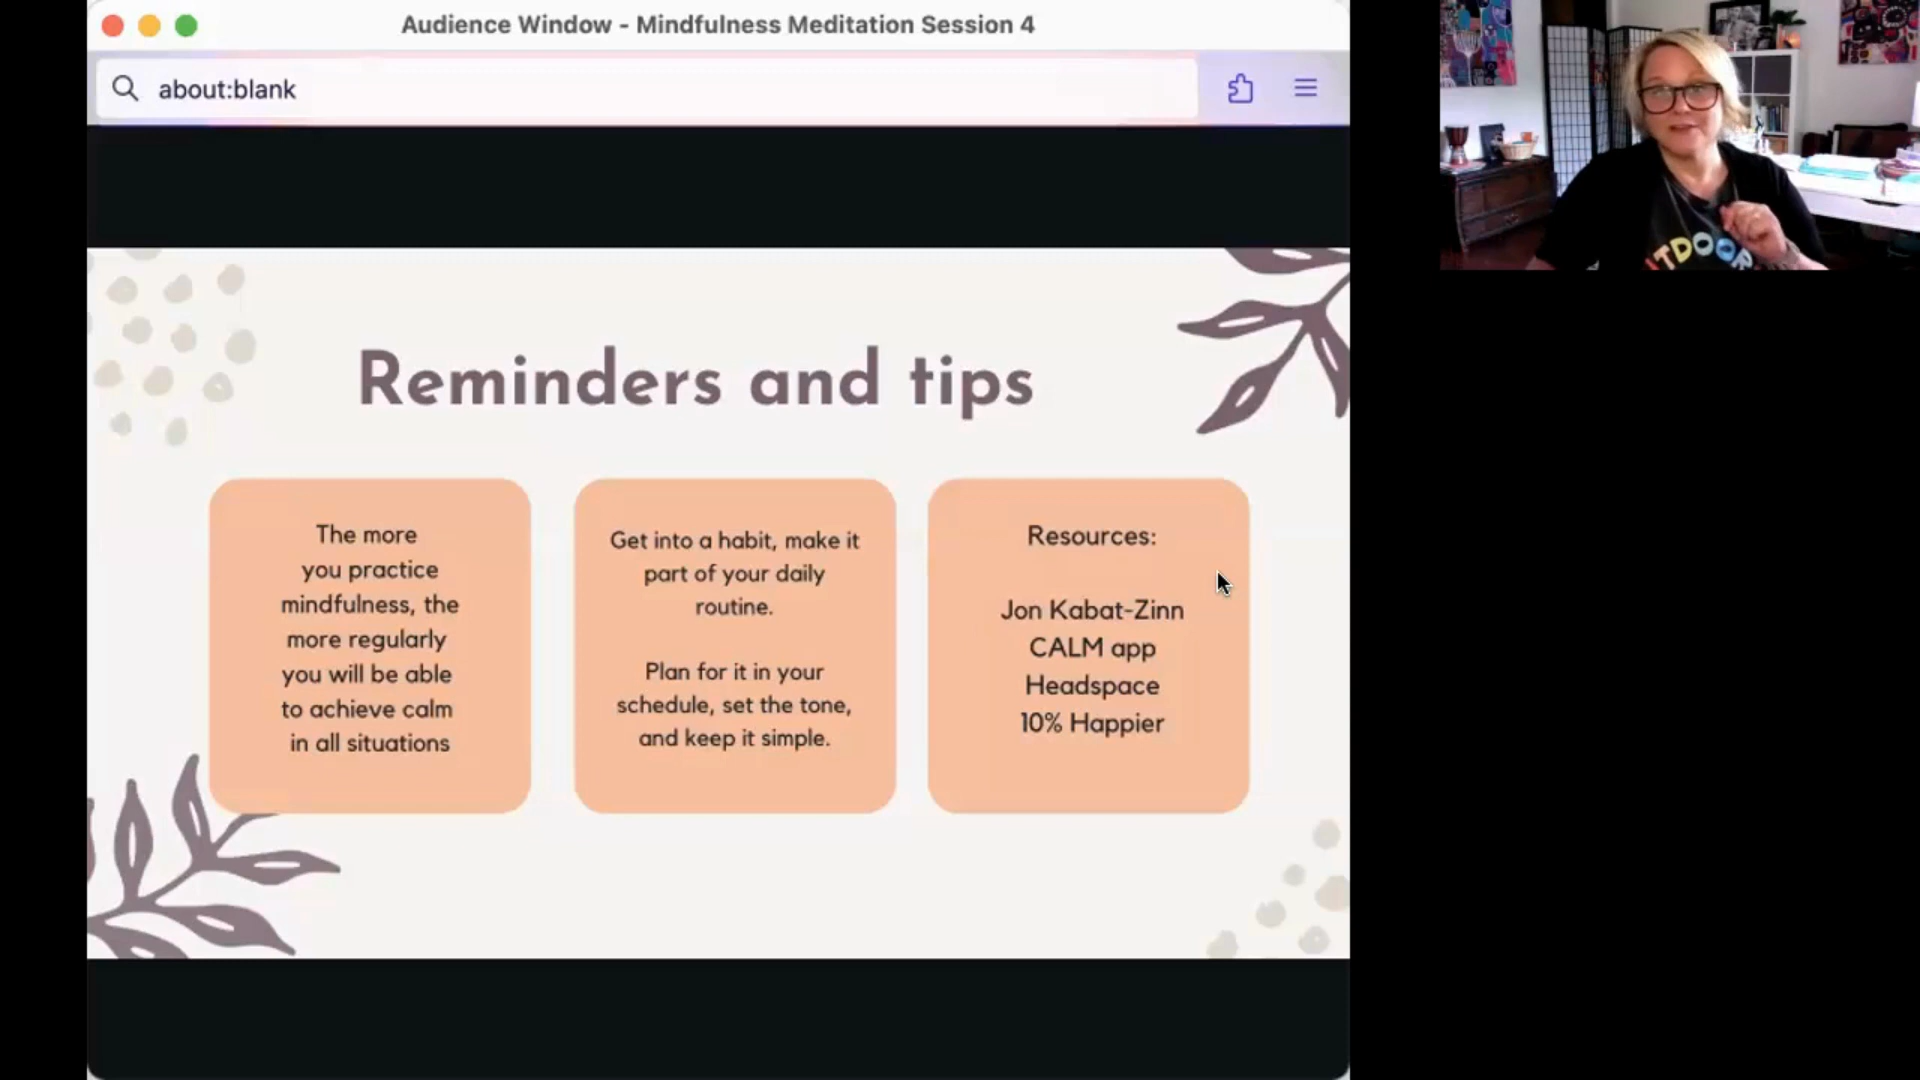 Audience Window - Mindfulness Meditation Session 4
about:blank
Reminders and tips
The more
you practice
mindfulness, the
more regularly
you will be able
to achieve calm
in all situations
Get into a habit, make it
part of your daily
routine.
Plan for it in your
schedule, set the tone,
and keep it simple.
Resources:
Jon Kabat-Zinn
CALM app
Headspace
10% Happier
TDOOR